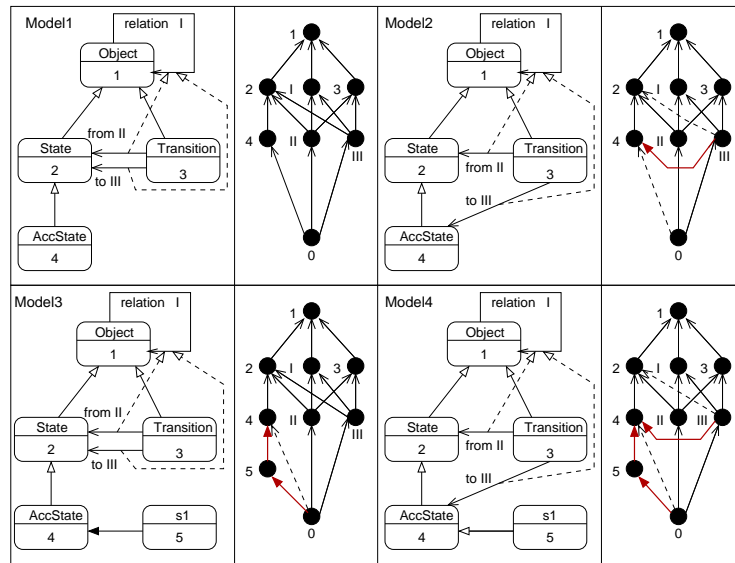 Model1
relation I
Object
1
from II
State
2
Transition
3
to III
AccState
4
1
2
I
3
4
II
III
0
Model2
relation I
Object
1
State
2
from II
Transition
3
to III
AccState
4
1
2
I
3
4
II
III
0
Model3
relation I
Object
1
from II
State
2
Transition
3
to III
AccState
4
s1
5
1
2
I
3
4
II
III
5
0
Model4
relation I
Object
1
State
2
from II
Transition
3
to III
AccState
4
s1
5
1
2
I
3
4
II
III
5
0